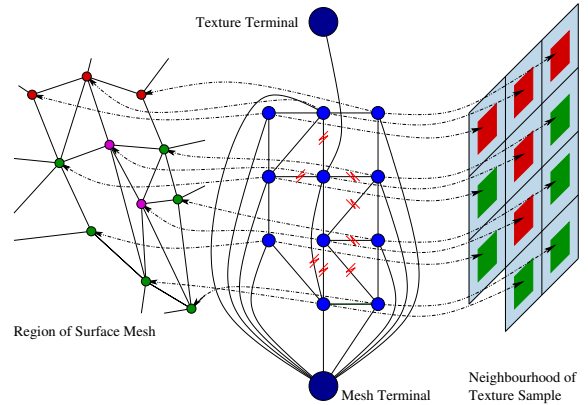 Texture Terminal
Region of Surface Mesh
Mesh Terminal
Neighbourhood of
Texture Sample